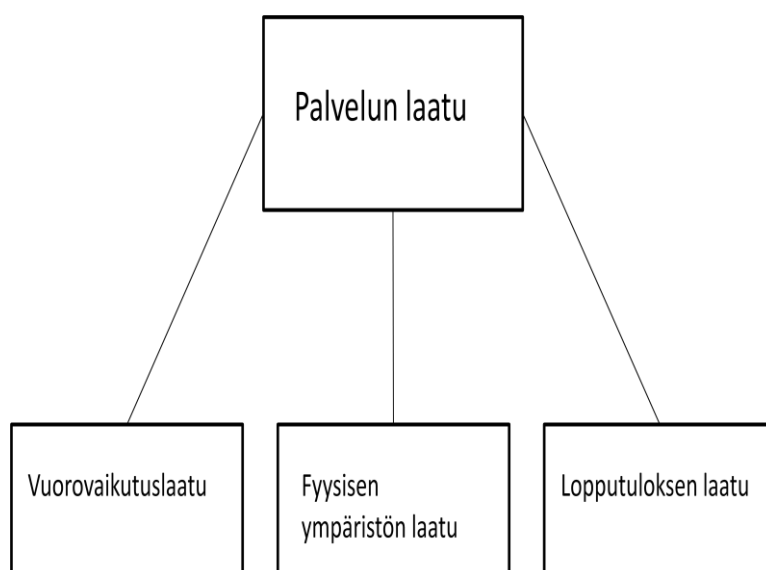 Palvelun laatu
Vuorovaikutuslaatu
Fyysisen
ympäristön laatu
Lopputuloksen laatu